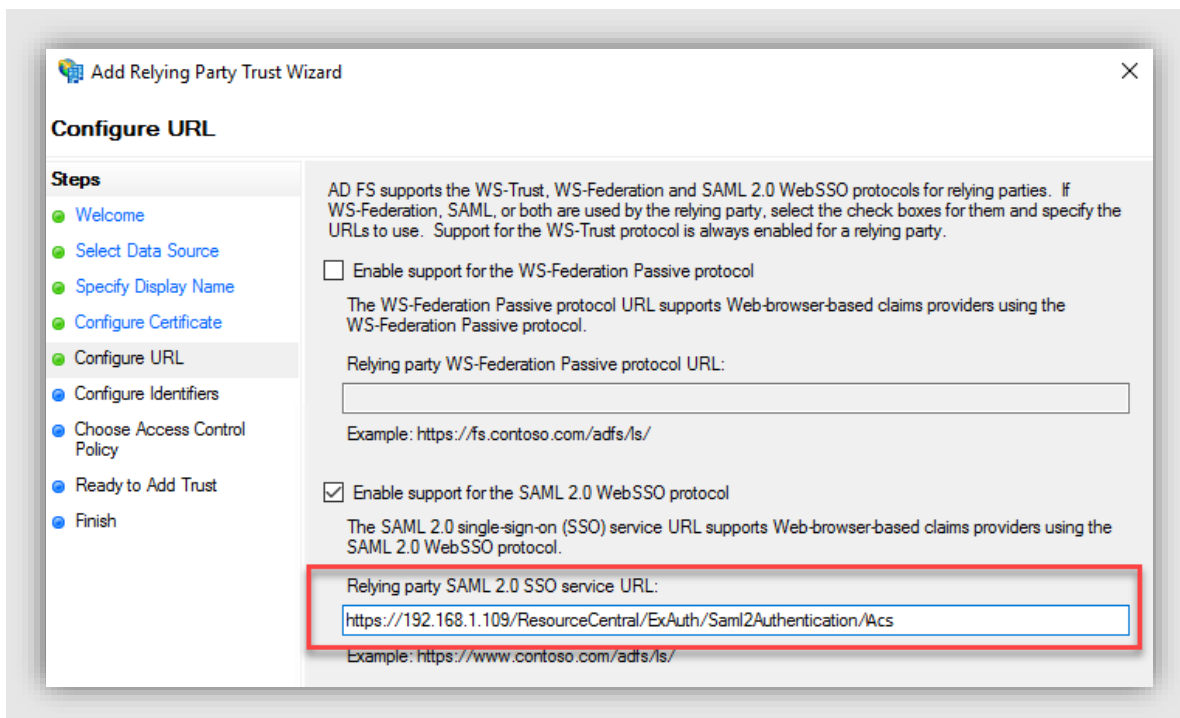 Add Relying Party Trust Wizard
Configure URL
Steps
Welcome
Select Data Source
Specify Display Name
Configure Certificate
Configure URL
Configure Identifiers
Choose Access Control
Policy
Ready to Add Trust
Finish
AD FS supports the WS-Trust, WS-Federation and SAML 2.0 WebSSO protocols for relying parties. If
WS-Federation, SAML, or both are used by the relying party, select the check boxes for them and specify the
URLs to use. Support for the WS-Trust protocol is always enabled for a relying party.
Enable support for the WS-Federation Passive protocol
The WS-Federation Passive protocol URL supports Web-browser-based claims providers using the
WS-Federation Passive protocol.
Relying party WS-Federation Passive protocol URL:
Example: https://fs.contoso.com/adfs/ls/
Enable support for the SAML 2.0 WebSSO protocol
The SAML 2.0 single-sign-on (SSO) service URL supports Web-browser-based claims providers using the
SAML 2.0 WebSSO protocol.
Relying party SAML 2.0 SSO service URL:
https://192.168.1.109/ResourceCentral/ExAuth/Saml2Authentication/Acs
Example: https://www.contoso.com/adfs/ls/